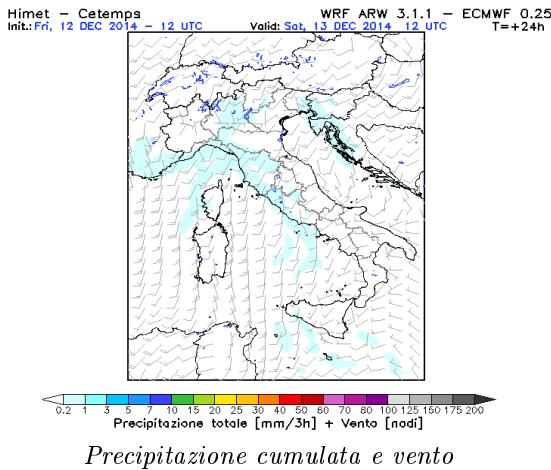 Himet – Cetemps WRF ARW 3.1.1 – ECMWF 0.25
Init.: Fri, 12 DEC 2014 – 12 UTC Valid: Sat, 13 DEC 2014 12 UTC T=+24h
0.2 1 3 5 7 10 15 20 25 30 40 50 60 70 80 100 125 150 175 200
Precipitazione totale [mm/3h] + Vento [nodi]
Precipitazione cumulata e vento